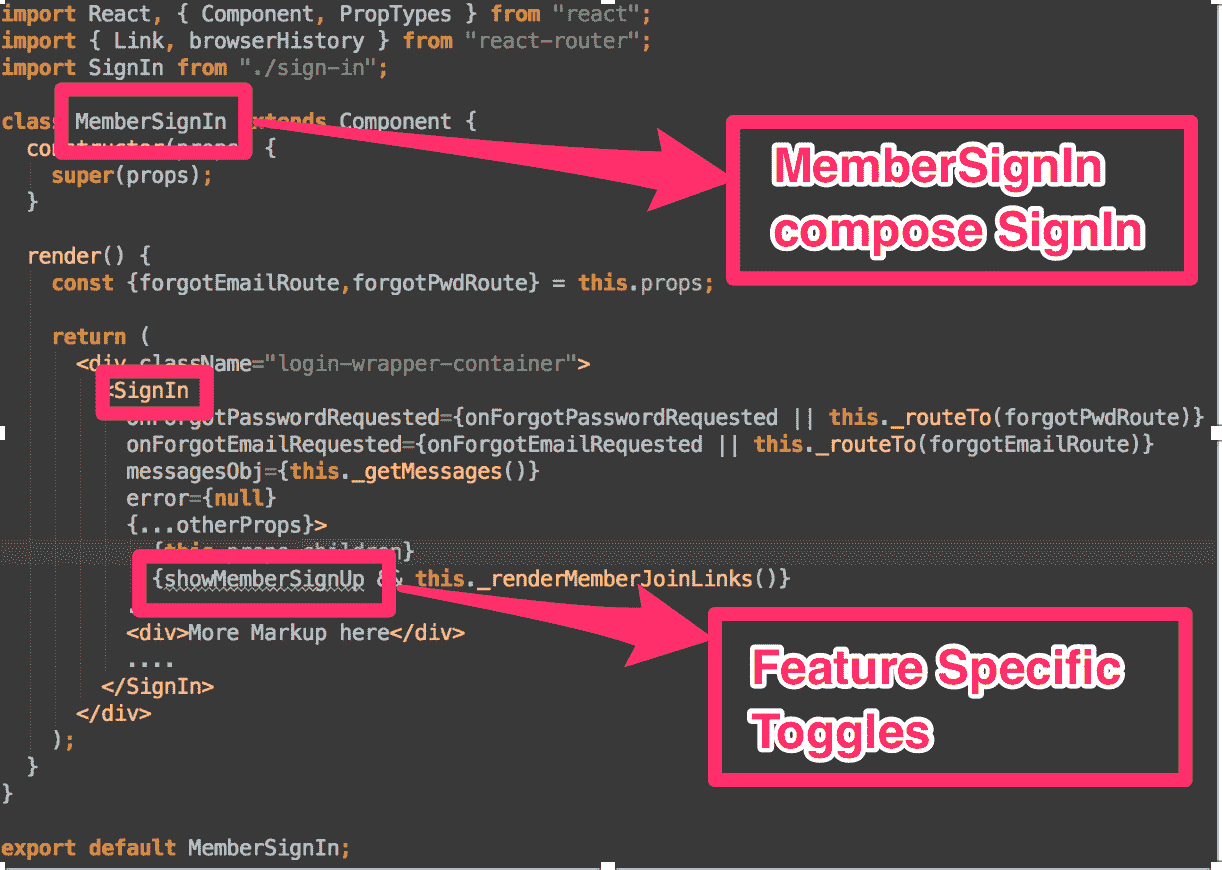 import React, { Component, PropTypes } from "react";
import { Link, browserHistory } from "react-router";
import SignIn from "./sign-in";
class MemberSignIn extends Component {
constructor(props) {
super(props);
}
MemberSignIn
compose SignIn
render() {
const {forgotEmailRoute,forgotPwdRoute} = this.props;
return (
<div className="login-wrapper-container">
<SignIn
onForgotPasswordRequested={onForgotPasswordRequested || this._routeTo(forgotPwdRoute)}
onForgotEmailRequested={onForgotEmailRequested || this._routeTo(forgotEmailRoute)}
messagesObj={this._getMessages()}
error={null}
{...otherProps}>
{this.props.children}
{showMemberSignUp && this._renderMemberJoinLinks()}
<div>More Markup here</div>
....
</SignIn>
</div>
);
}
}
Feature Specific
Toggles
export default MemberSignIn;